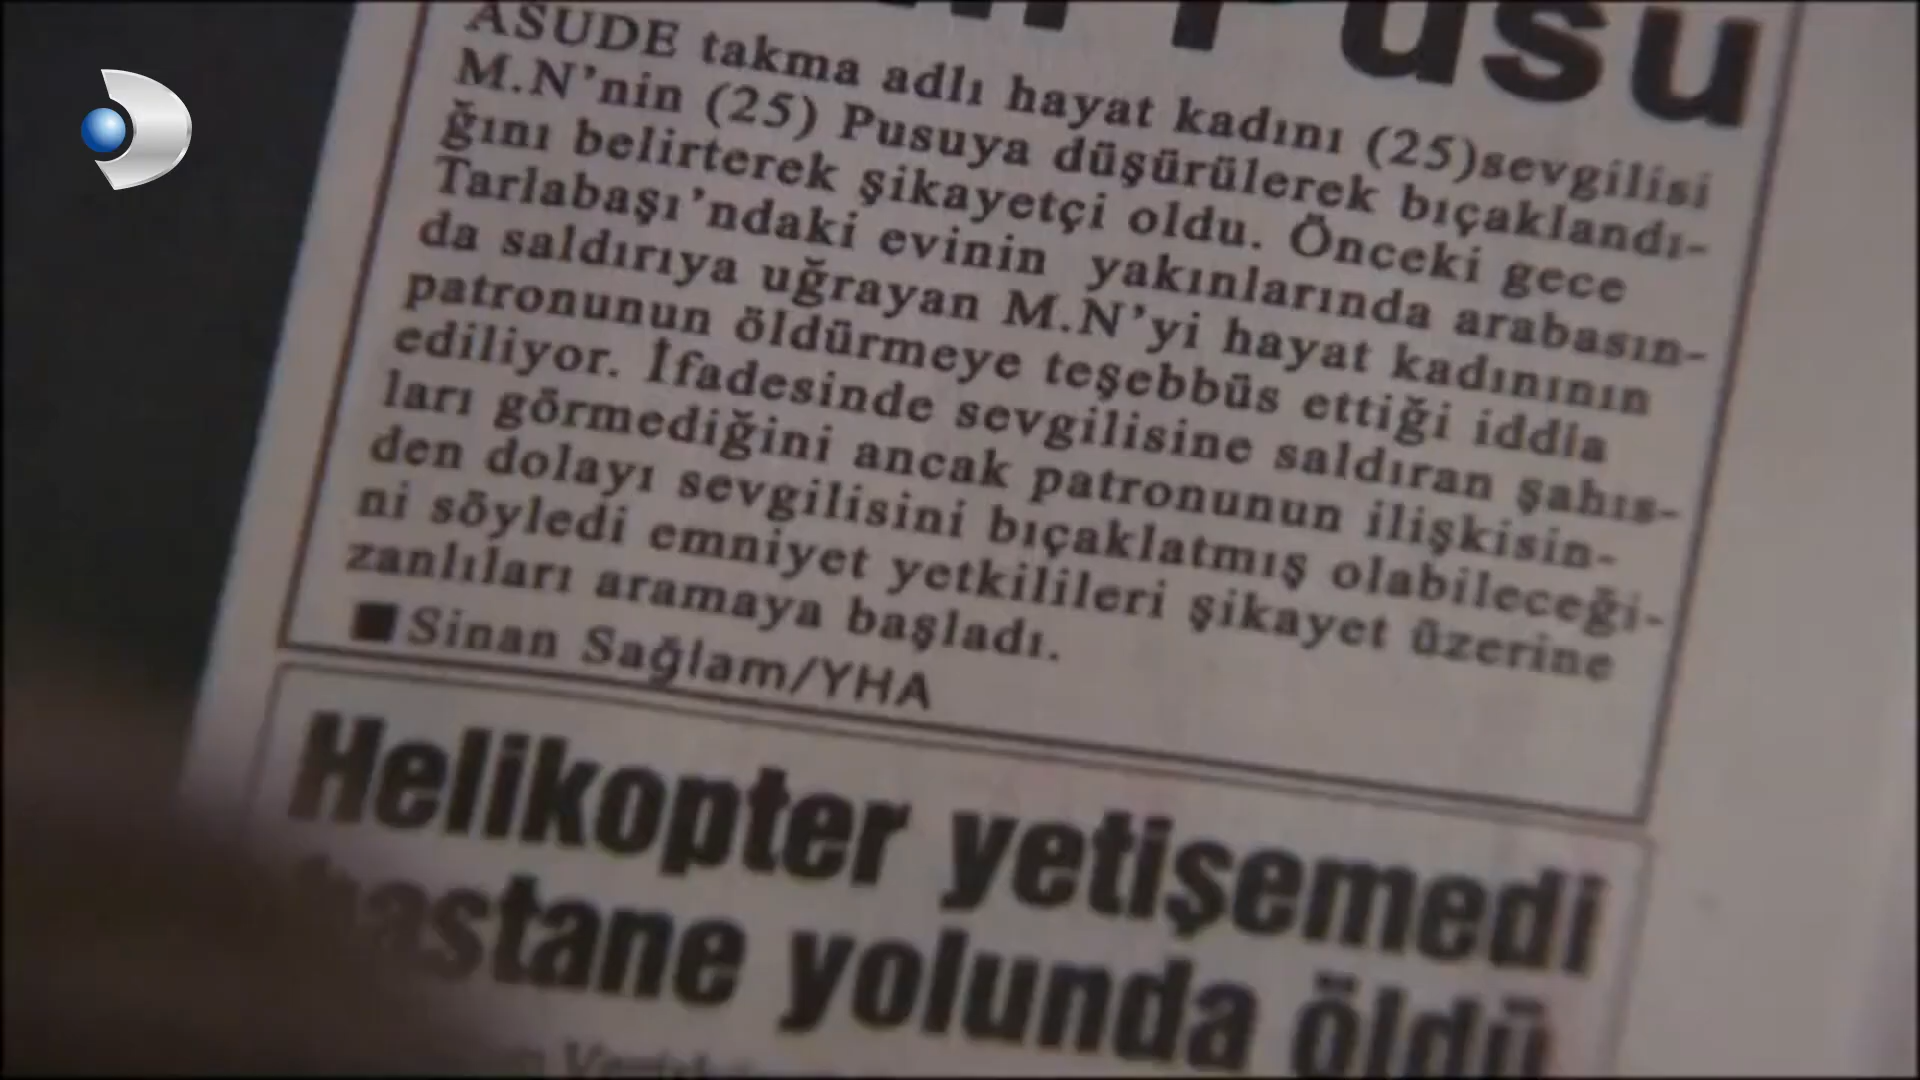 Pusu
ASUDE takma adlı hayat kadını (25)sevgilisi
M.N’nin (25) Pusuya düşürülerek bıçaklandı-
ğını belirterek şikayetçi oldu. Önceki gece
Tarlabaşı’ndaki evinin yakınlarında arabasın-
da saldırıya uğrayan M.N’yi hayat kadınının
patronunun öldürmeye teşebbüs ettiği iddia
ediliyor. İfadesinde sevgilisine saldıran şahıs-
ları görmediğini ancak patronunun ilişkisin-
den dolayı sevgilisini bıçaklatmış olabileceği-
ni söyledi emniyet yetkilileri şikayet üzerine
zanlıları aramaya başladı.
■Sinan Sağlam/YHA
Helikopter yetişemedi
hastane yolunda öldü